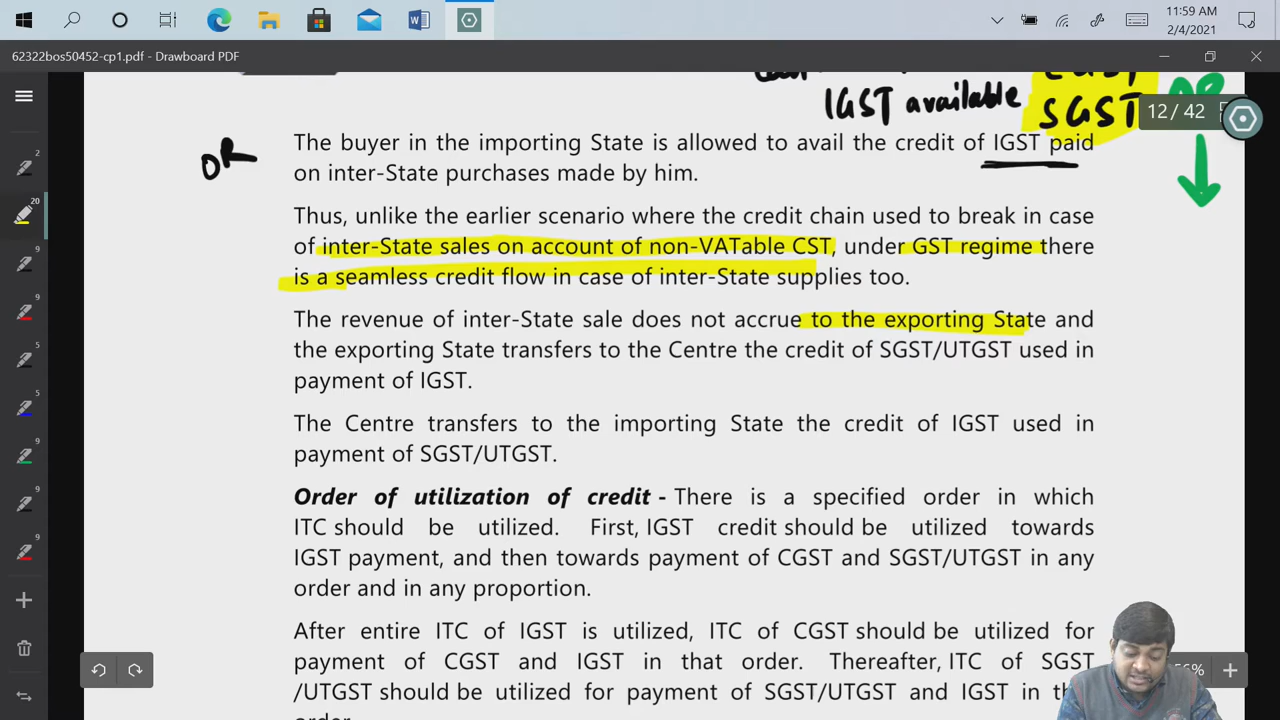 11:59 AM
2/4/2021
62322bos50452-cp1.pdf - Drawboard PDF
IGST available
SGST
12 / 42
OR
The buyer in the importing State is allowed to avail the credit of IGST paid
on inter-State purchases made by him.
Thus, unlike the earlier scenario where the credit chain used to break in case
of inter-State sales on account of non-VATable CST, under GST regime there
is a seamless credit flow in case of inter-State supplies too.
The revenue of inter-State sale does not accrue to the exporting State and
the exporting State transfers to the Centre the credit of SGST/UTGST used in
payment of IGST.
The Centre transfers to the importing State the credit of IGST used in
payment of SGST/UTGST.
Order of utilization of credit - There is a specified order in which
ITC should be utilized. First, IGST credit should be utilized towards
IGST payment, and then towards payment of CGST and SGST/UTGST in any
order and in any proportion.
After entire ITC of IGST is utilized, ITC of CGST should be utilized for
payment of CGST and IGST in that order. Thereafter, ITC of SGST
/UTGST should be utilized for payment of SGST/UTGST and IGST in
order.
2
20
9
9
5
9
9
9